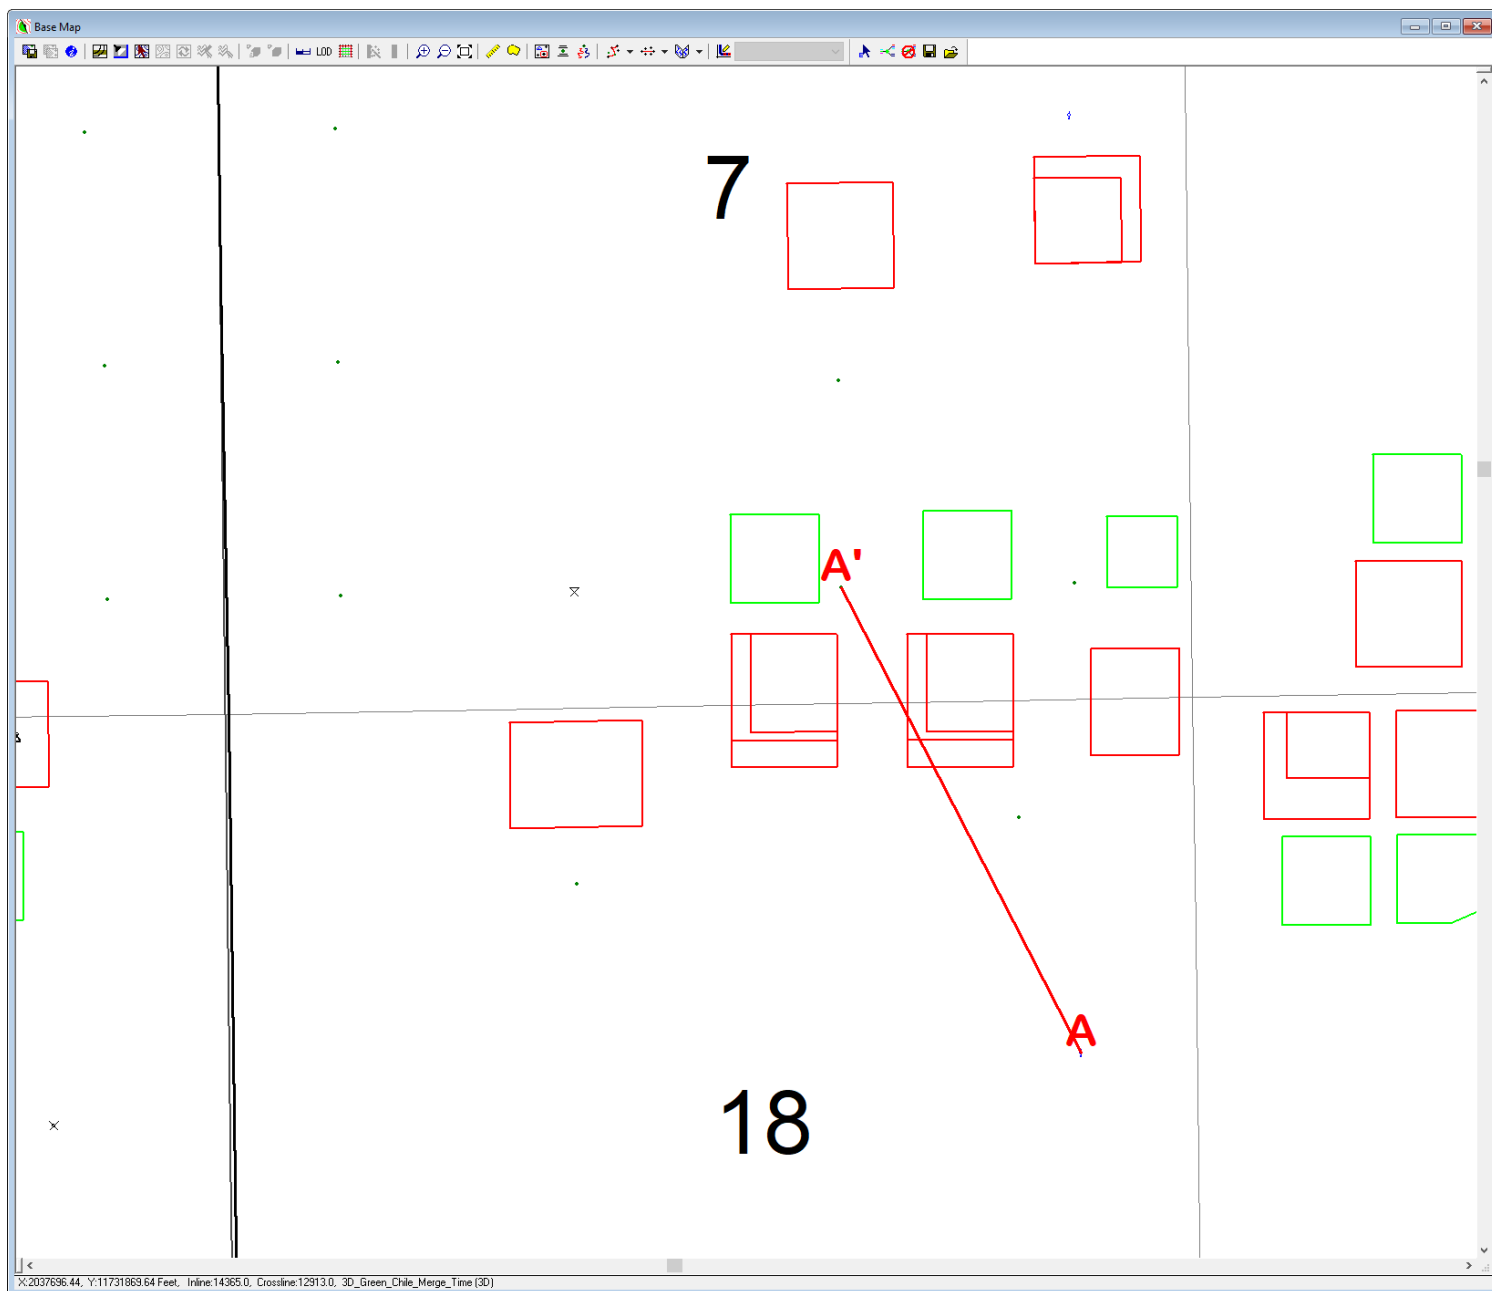 Base Map
LOD
7
A'
A
18
X:2037696.44, Y:11731869.64 Feet, Inline:14365.0, Crossline:12913.0, 3D_Green_Chile_Merge_Time (3D)